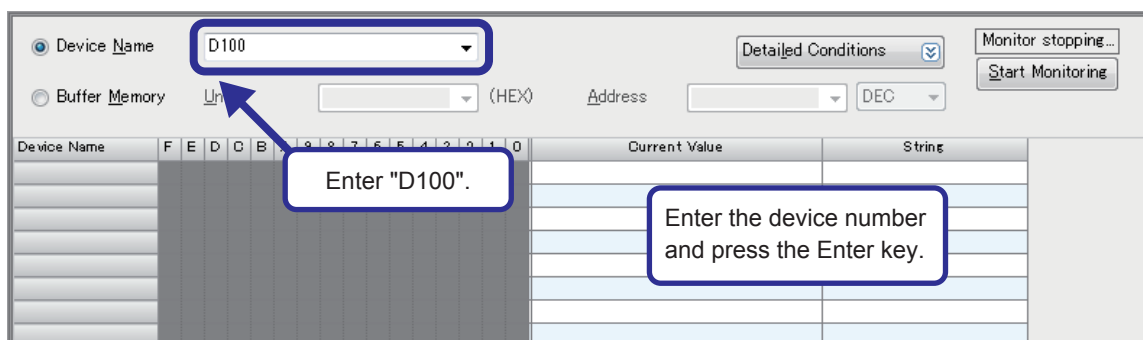 Device Name D100 Detailed Conditions Monitor stopping...
Start Monitoring
Buffer Memory (HEX) Address DEC
Device Name F E D C B 9 8 7 6 5 4 3 2 1 0 Current Value String
Enter "D100".
Enter the device number
and press the Enter key.